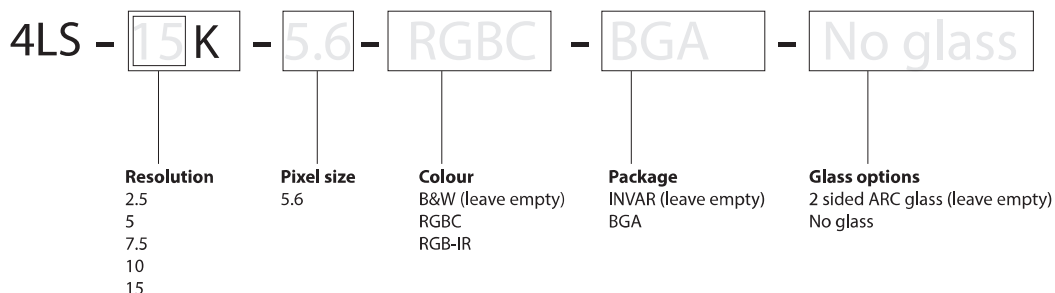 4LS - 15 K - 5.6 - RGBC - BGA - No glass
Resolution
2.5
5
7.5
10
15
Pixel size
5.6
Colour
B&W (leave empty)
RGBC
RGB-IR
Package
INVAR (leave empty)
BGA
Glass options
2 sided ARC glass (leave empty)
No glass